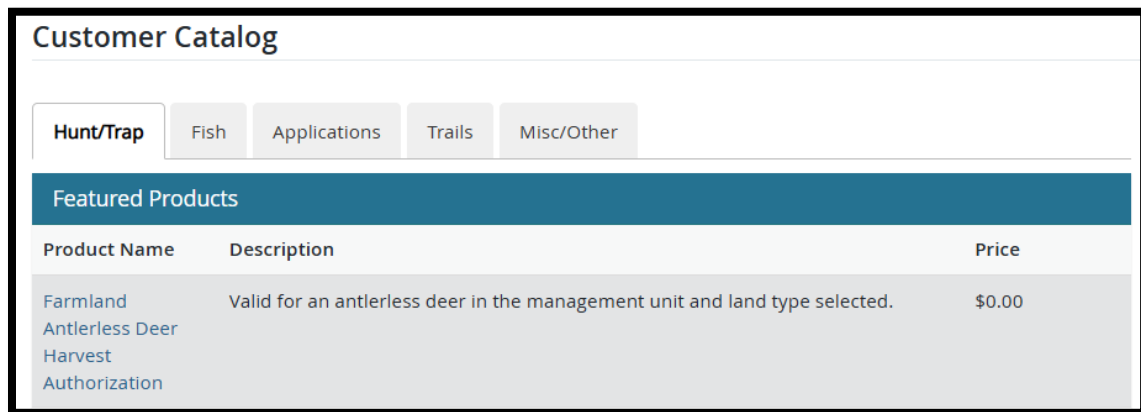 Customer Catalog
Hunt/Trap Fish Applications Trails Misc/Other
Featured Products
Product Name Description Price
Farmland Valid for an antlerless deer in the management unit and land type selected. $0.00
Antlerless Deer
Harvest
Authorization